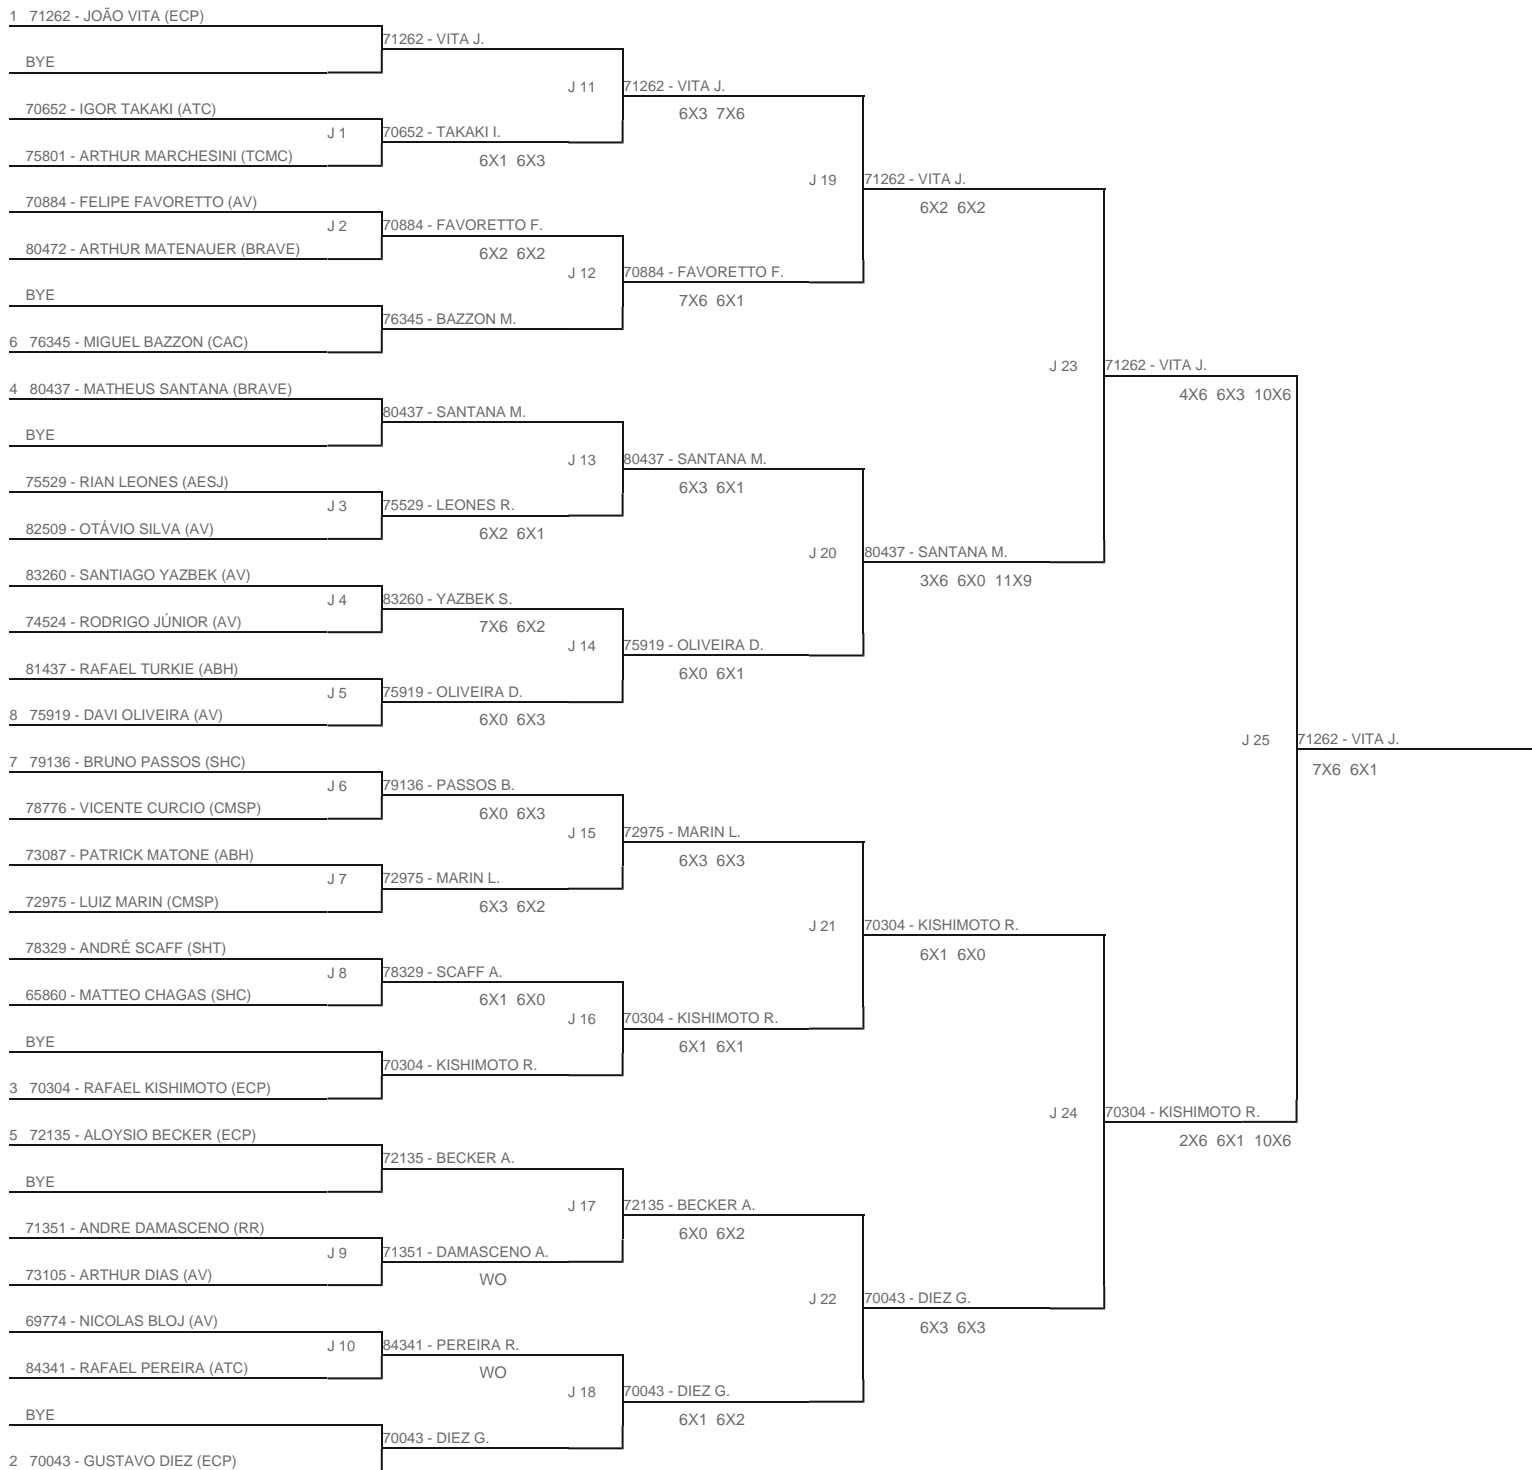 1 71262 - JOÃO VITA (ECP)
BYE
70652 - IGOR TAKAKI (ATC)
75801 - ARTHUR MARCHESINI (TCMC)
70884 - FELIPE FAVORETTO (AV)
80472 - ARTHUR MATENAUER (BRAVE)
BYE
6 76345 - MIGUEL BAZZON (CAC)
4 80437 - MATHEUS SANTANA (BRAVE)
BYE
75529 - RIAN LEONES (AESJ)
82509 - OTÁVIO SILVA (AV)
83260 - SANTIAGO YAZBEK (AV)
74524 - RODRIGO JÚNIOR (AV)
81437 - RAFAEL TURKIE (ABH)
8 75919 - DAVI OLIVEIRA (AV)
7 79136 - BRUNO PASSOS (SHC)
78776 - VICENTE CURCIO (CMSP)
73087 - PATRICK MATONE (ABH)
72975 - LUIZ MARIN (CMSP)
78329 - ANDRÉ SCAFF (SHT)
65860 - MATTEO CHAGAS (SHC)
BYE
3 70304 - RAFAEL KISHIMOTO (ECP)
5 72135 - ALOYSIO BECKER (ECP)
BYE
71351 - ANDRE DAMASCENO (RR)
73105 - ARTHUR DIAS (AV)
69774 - NICOLAS BLOJ (AV)
84341 - RAFAEL PEREIRA (ATC)
BYE
2 70043 - GUSTAVO DIEZ (ECP)
71262 - VITA J.
J 1
70652 - TAKAKI I.
6X1 6X3
J 2
70884 - FAVORETTO F.
6X2 6X2
76345 - BAZZON M.
80437 - SANTANA M.
J 3
75529 - LEONES R.
6X2 6X1
J 4
83260 - YAZBEK S.
7X6 6X2
J 5
75919 - OLIVEIRA D.
6X0 6X3
J 6
79136 - PASSOS B.
6X0 6X3
J 7
72975 - MARIN L.
6X3 6X2
J 8
78329 - SCAFF A.
6X1 6X0
70304 - KISHIMOTO R.
72135 - BECKER A.
J 9
71351 - DAMASCENO A.
WO
J 10
84341 - PEREIRA R.
WO
70043 - DIEZ G.
J 11
71262 - VITA J.
6X3 7X6
J 12
70884 - FAVORETTO F.
7X6 6X1
J 13
80437 - SANTANA M.
6X3 6X1
J 14
75919 - OLIVEIRA D.
6X0 6X1
J 15
72975 - MARIN L.
6X3 6X3
J 16
70304 - KISHIMOTO R.
6X1 6X1
J 17
72135 - BECKER A.
6X0 6X2
J 18
70043 - DIEZ G.
6X1 6X2
J 19
71262 - VITA J.
6X2 6X2
J 20
80437 - SANTANA M.
3X6 6X0 11X9
J 21
70304 - KISHIMOTO R.
6X1 6X0
J 22
70043 - DIEZ G.
6X3 6X3
J 23
71262 - VITA J.
4X6 6X3 10X6
J 24
70304 - KISHIMOTO R.
2X6 6X1 10X6
J 25
71262 - VITA J.
7X6 6X1